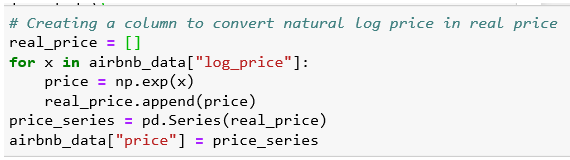 # Creating a column to convert natural log price in real price
real_price = []
for x in airbnb_data["log_price"]:
    price = np.exp(x)
    real_price.append(price)
price_series = pd.Series(real_price)
airbnb_data["price"] = price_series